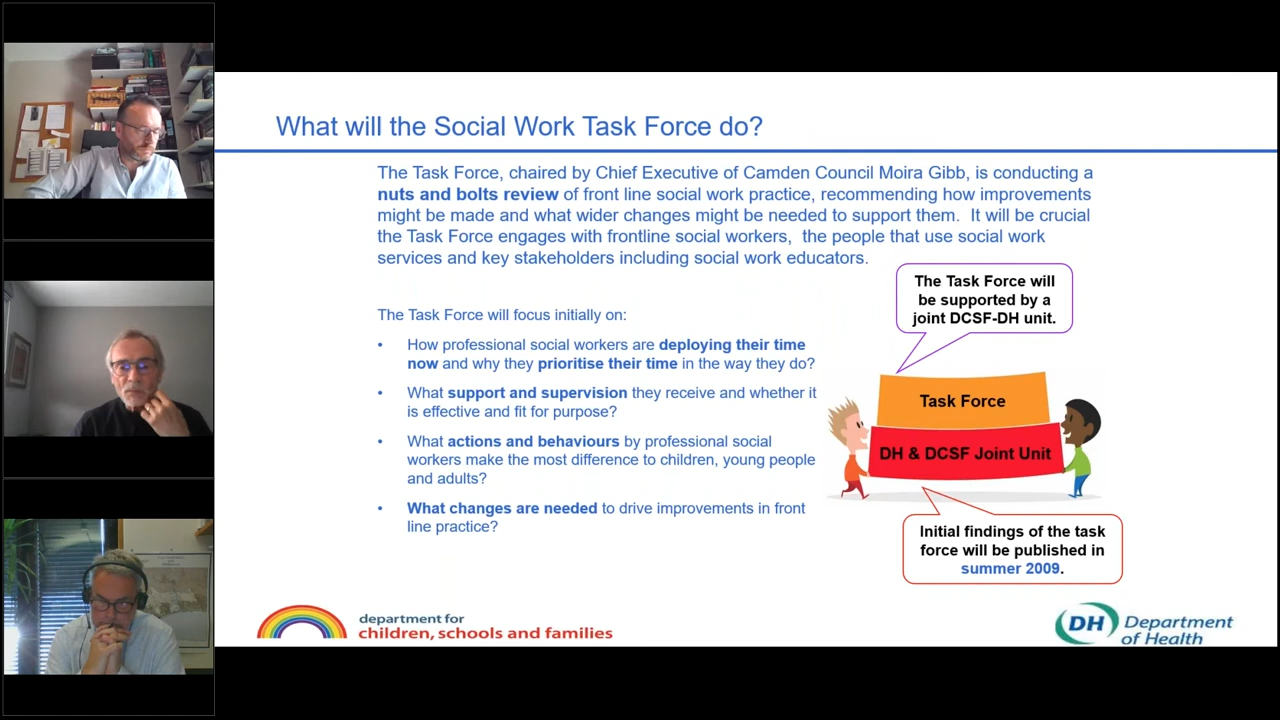 What will the Social Work Task Force do?
The Task Force, chaired by Chief Executive of Camden Council Moira Gibb, is conducting a
nuts and bolts review of front line social work practice, recommending how improvements
might be made and what wider changes might be needed to support them. It will be crucial
the Task Force engages with frontline social workers, the people that use social work
services and key stakeholders including social work educators.
The Task Force will
be supported by a
joint DCSF-DH unit.
The Task Force will focus initially on:
• How professional social workers are deploying their time
now and why they prioritise their time in the way they do?
• What support and supervision they receive and whether it
is effective and fit for purpose?
• What actions and behaviours by professional social
workers make the most difference to children, young people
and adults?
• What changes are needed to drive improvements in front
line practice?
Task Force
DH & DCSF Joint Unit
Initial findings of the task
force will be published in
summer 2009.
department for
children, schools and families
DH Department
of Health